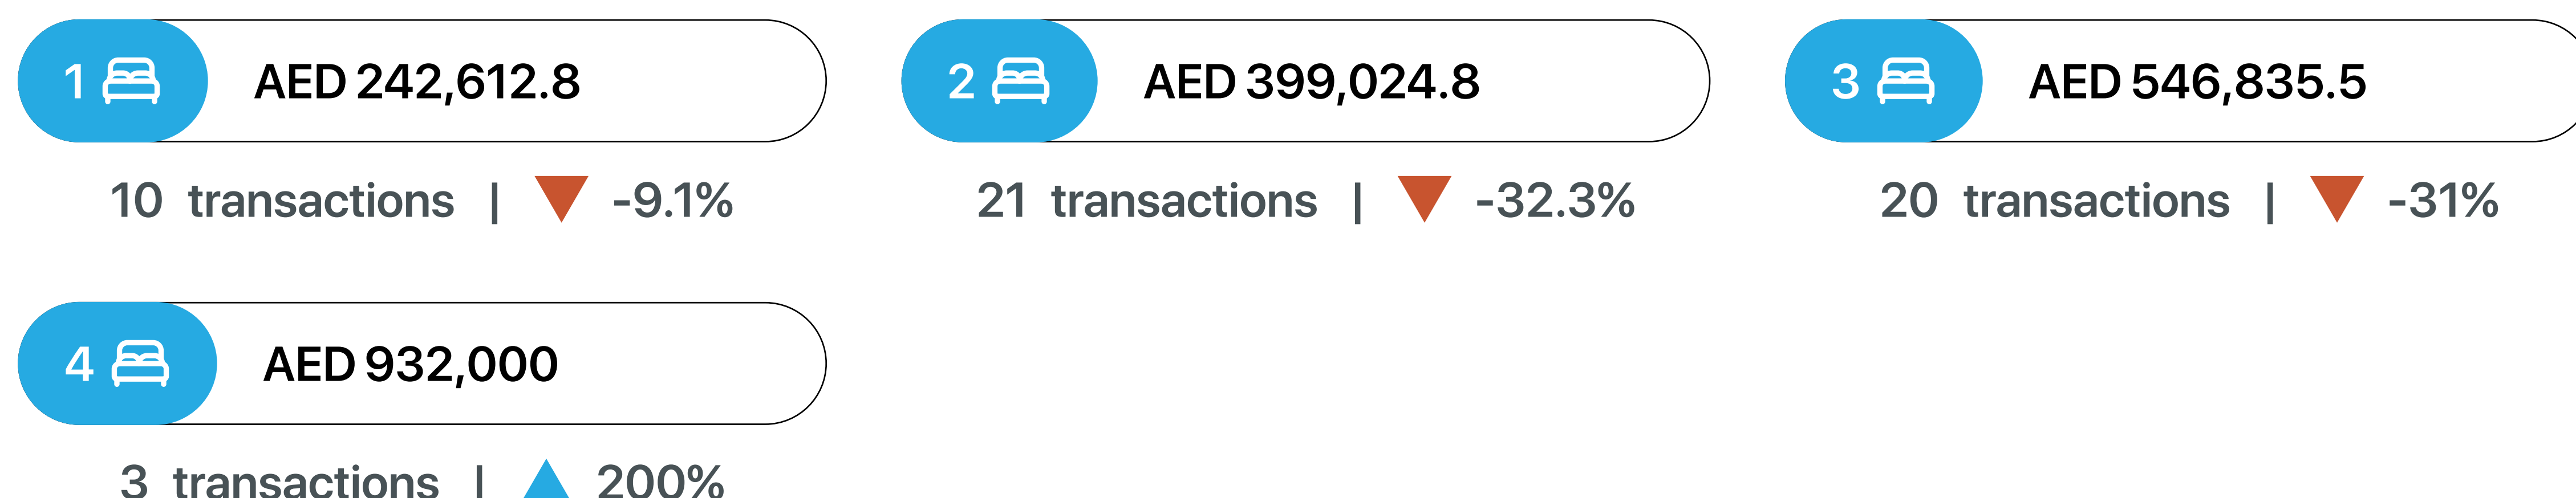 1 AED 242,612.8
2 AED 399,024.8
3 AED 546,835.5
10 transactions | -9.1%
21 transactions | -32.3%
20 transactions | -31%
4 AED 932,000
3 transactions | 200%